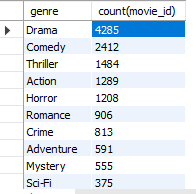 genre count(movie_id)
Drama 4285
Comedy 2412
Thriller 1484
Action 1289
Horror 1208
Romance 906
Crime 813
Adventure 591
Mystery 555
Sci-Fi 375